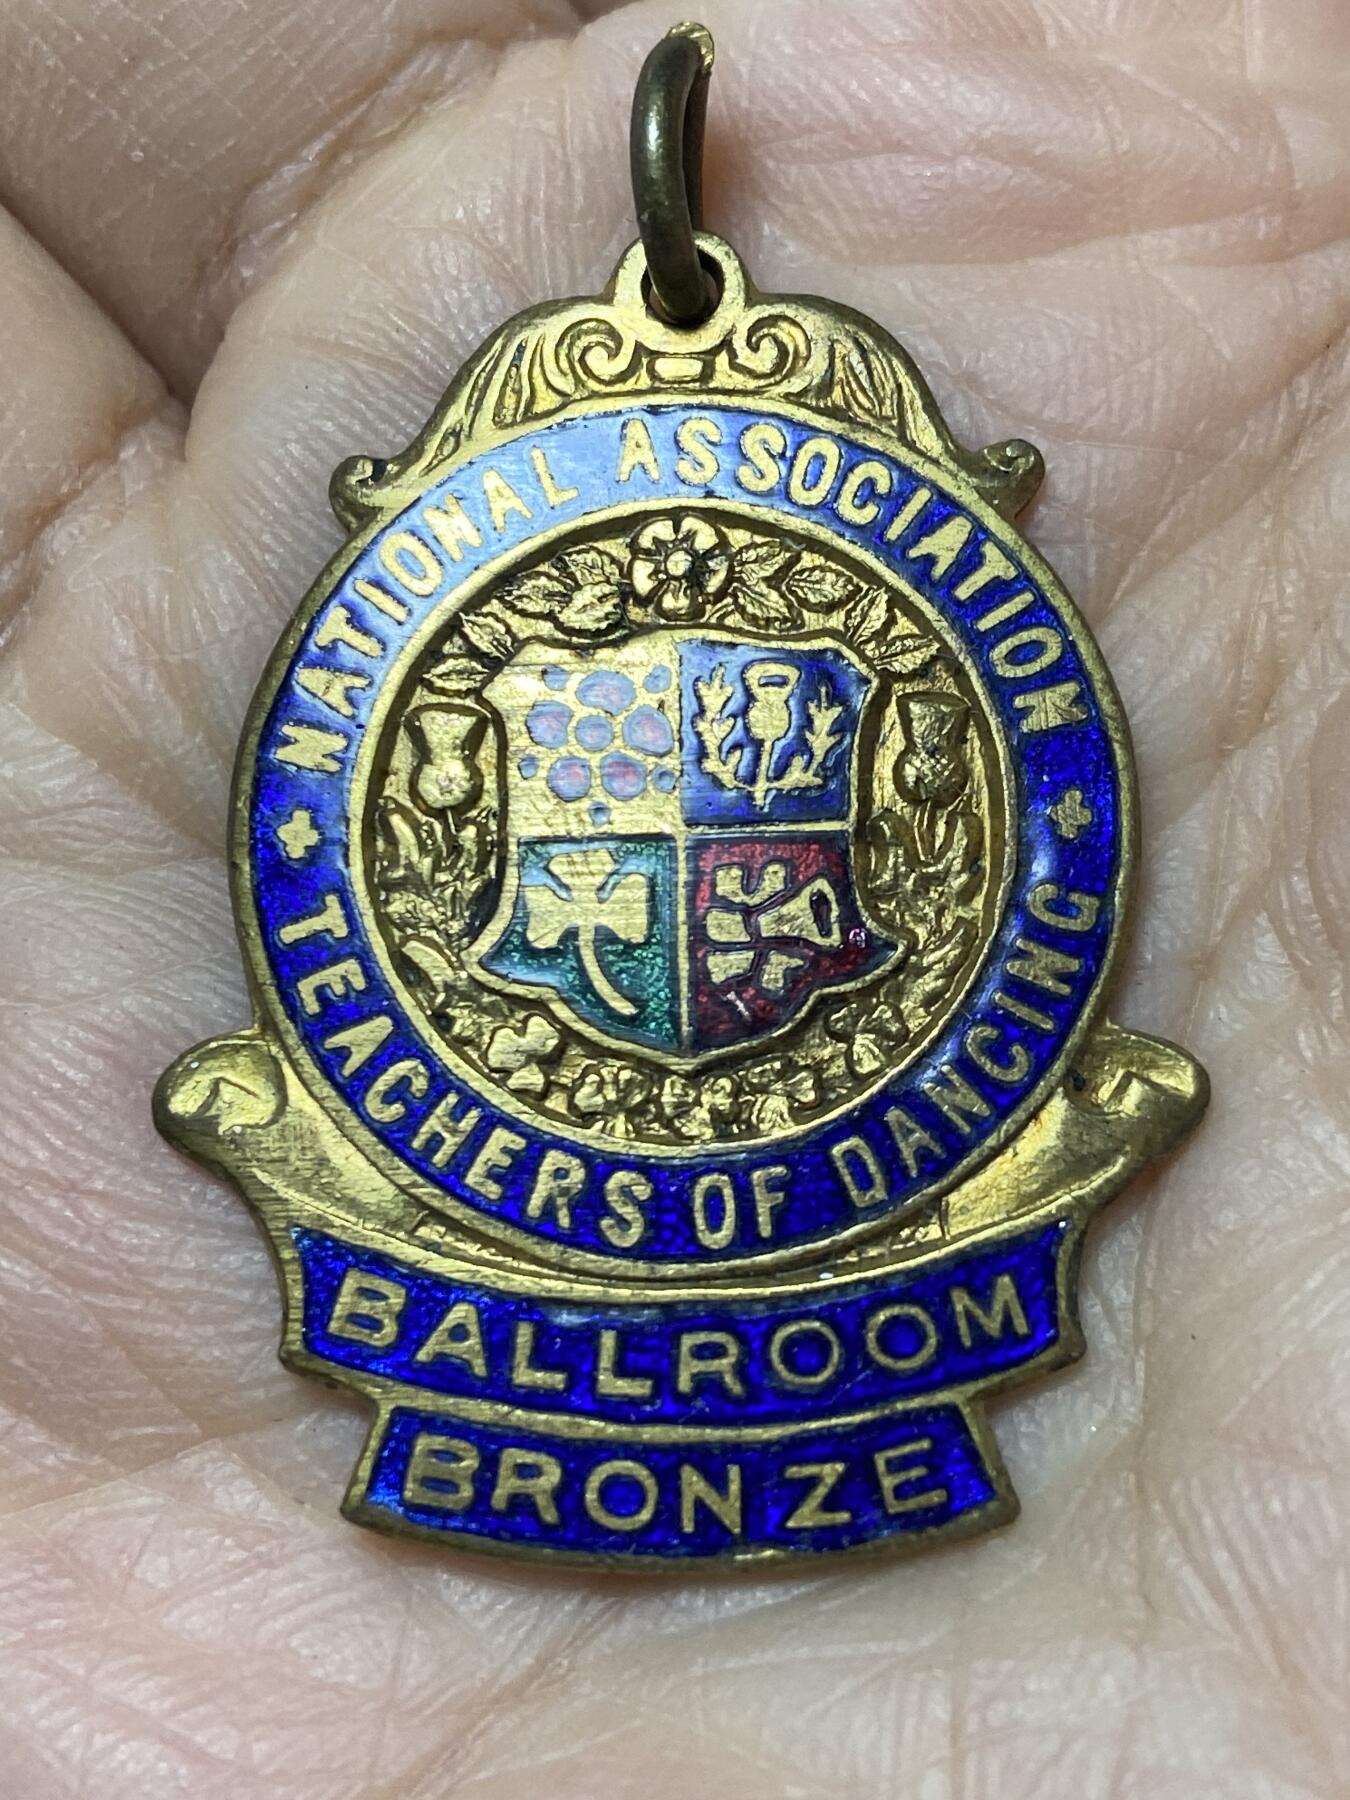 NATIONAL ASSOCIATION
TEACHERS OF DANCING
BALLROOM
BRONZE